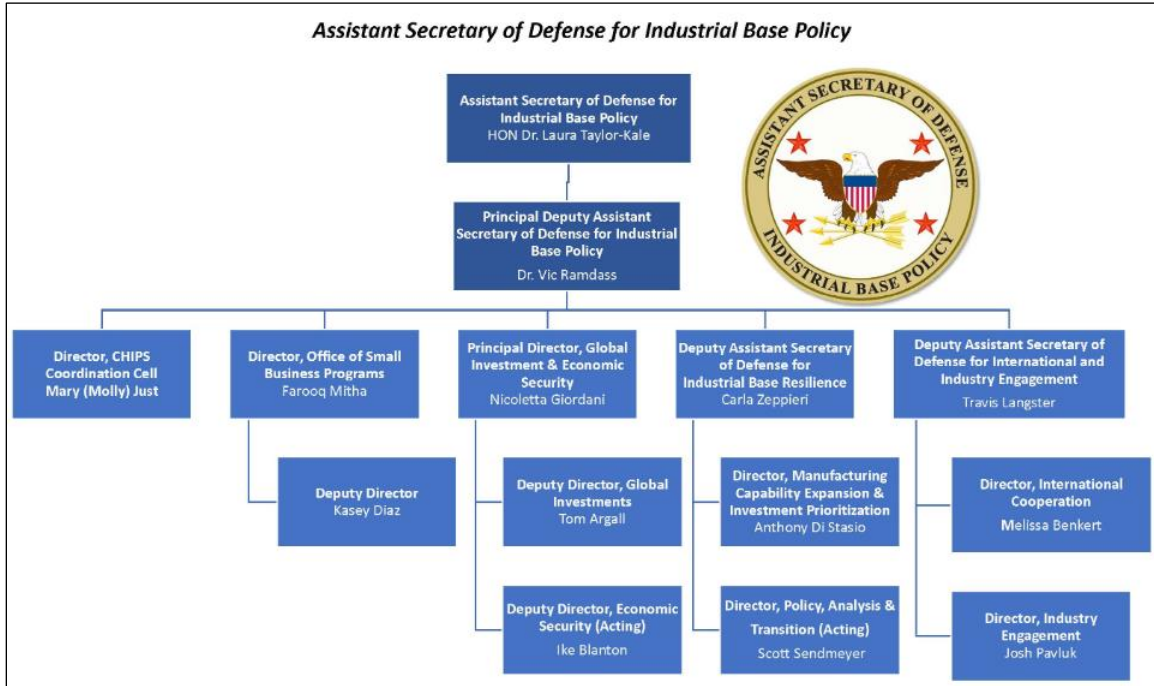 Assistant Secretary of Defense for Industrial Base Policy
Assistant Secretary of Defense for
Industrial Base Policy
HON Dr. Laura Taylor-Kale
ASSISTANT SECRETARY OF DEFENSE
INDUSTRIAL BASE POLICY
Principal Deputy Assistant
Secretary of Defense for Industrial
Base Policy
Dr. Vic Ramdass
Director, CHIPS
Coordination Cell
Mary (Molly) Just
Director, Office of Small
Business Programs
Farooq Mitha
Principal Director, Global
Investment & Economic
Security
Nicoletta Giordani
Deputy Assistant Secretary
of Defense for
Industrial Base Resilience
Carla Zeppieri
Deputy Assistant Secretary of
Defense for International and
Industry Engagement
Travis Langster
Deputy Director
Kasey Diaz
Deputy Director, Global
Investments
Tom Argall
Director, Manufacturing
Capability Expansion &
Investment Prioritization
Anthony Di Stasio
Director, International
Cooperation
Melissa Benkert
Deputy Director, Economic
Security (Acting)
Ike Blanton
Director, Policy, Analysis &
Transition (Acting)
Scott Sendmeyer
Director, Industry
Engagement
Josh Pavluk